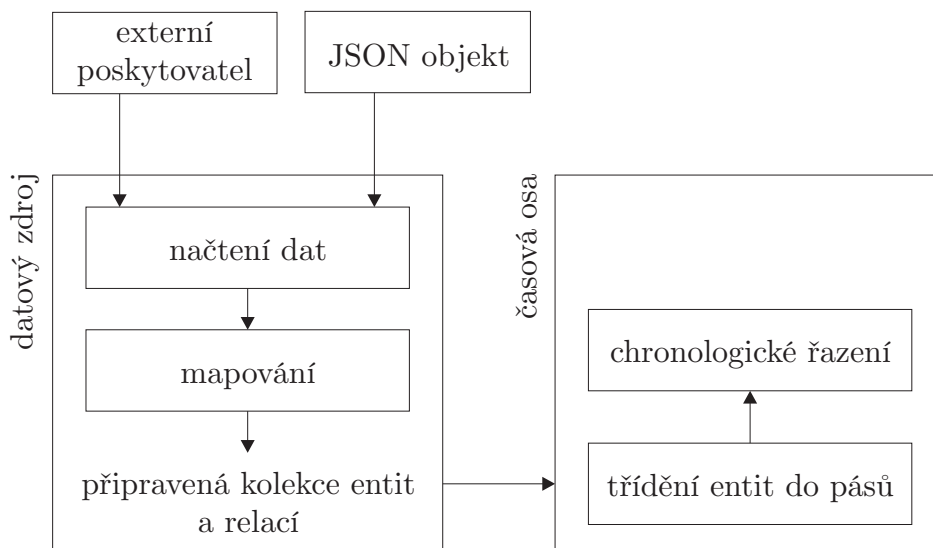 externí
poskytovatel
JSON objekt
datový zdroj
načtení dat
mapování
připravená kolekce entit
a relací
časová osa
chronologické řazení
třídění entit do pásů